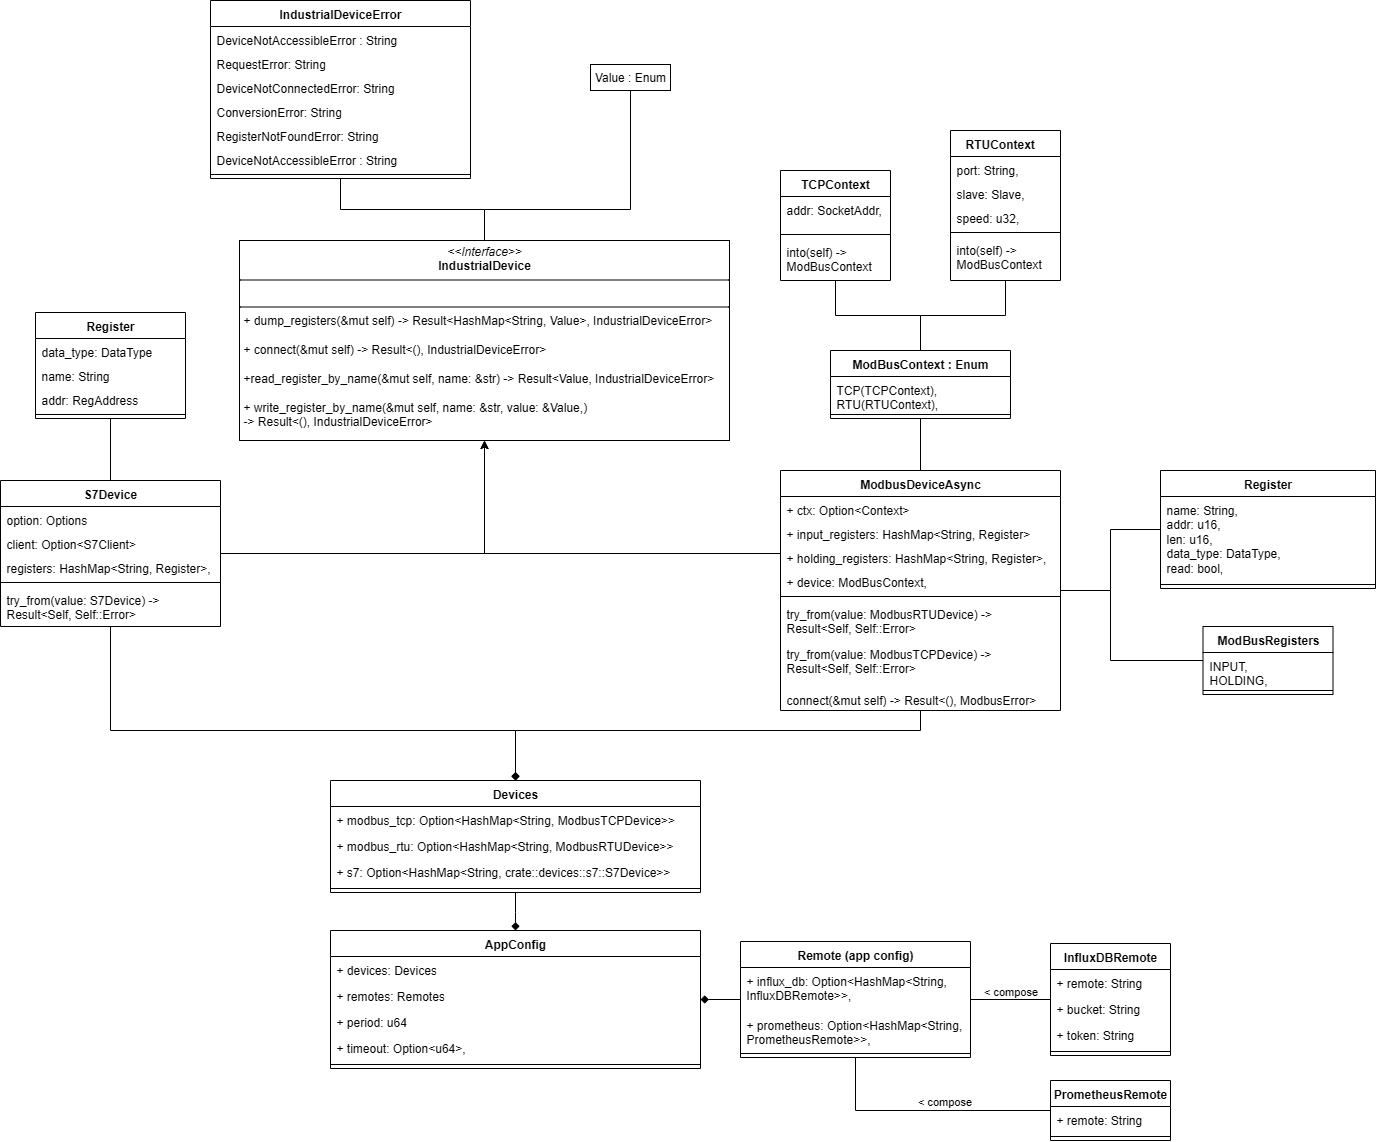 IndustrialDeviceError
DeviceNotAccessibleError : String
RequestError: String
DeviceNotConnectedError: String
ConversionError: String
RegisterNotFoundError: String
DeviceNotAccessibleError : String
Value : Enum
TCPContext
addr: SocketAddr,
into(self) ->
ModBusContext
RTUContext
port: String,
slave: Slave,
speed: u32,
into(self) ->
ModBusContext
<<Interface>>
IndustrialDevice
+ dump_registers(&mut self) -> Result<HashMap<String, Value>, IndustrialDeviceError>
+ connect(&mut self) -> Result<(), IndustrialDeviceError>
+read_register_by_name(&mut self, name: &str) -> Result<Value, IndustrialDeviceError>
+ write_register_by_name(&mut self, name: &str, value: &Value,)
-> Result<(), IndustrialDeviceError>
Register
data_type: DataType
name: String
addr: RegAddress
ModBusContext : Enum
TCP(TCPContext),
RTU(RTUContext),
S7Device
option: Options
client: Option<S7Client>
registers: HashMap<String, Register>,
try_from(value: S7Device) ->
Result<Self, Self::Error>
ModbusDeviceAsync
+ ctx: Option<Context>
+ input_registers: HashMap<String, Register>
+ holding_registers: HashMap<String, Register>,
+ device: ModBusContext,
try_from(value: ModbusRTUDevice) ->
Result<Self, Self::Error>
try_from(value: ModbusTCPDevice) ->
Result<Self, Self::Error>
connect(&mut self) -> Result<(), ModbusError>
Register
name: String,
addr: u16,
len: u16,
data_type: DataType,
read: bool,
ModBusRegisters
INPUT,
HOLDING,
Devices
+ modbus_tcp: Option<HashMap<String, ModbusTCPDevice>>
+ modbus_rtu: Option<HashMap<String, ModbusRTUDevice>>
+ s7: Option<HashMap<String, crate::devices::s7::S7Device>>
AppConfig
+ devices: Devices
+ remotes: Remotes
+ period: u64
+ timeout: Option<u64>,
Remote (app config)
+ influx_db: Option<HashMap<String,
InfluxDBRemote>>,
+ prometheus: Option<HashMap<String,
PrometheusRemote>>,
< compose
InfluxDBRemote
+ remote: String
+ bucket: String
+ token: String
< compose
PrometheusRemote
+ remote: String